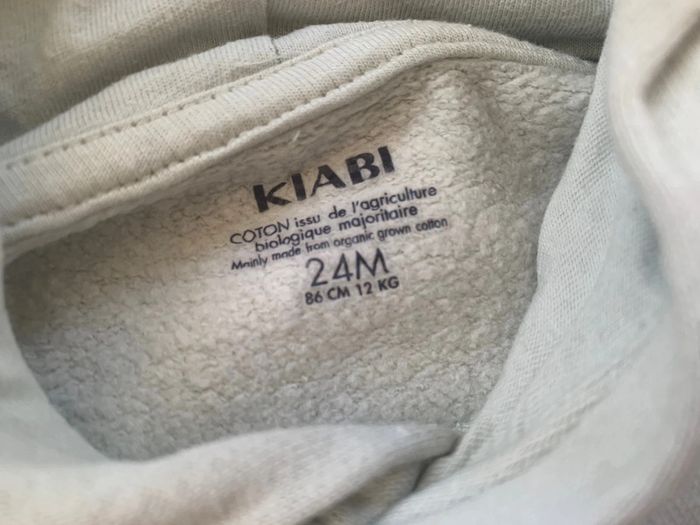 KIABI
COTON issu de l'agriculture
biologique majoritaire
Mainly made from organic grown cotton
24M
86 CM 12 KG